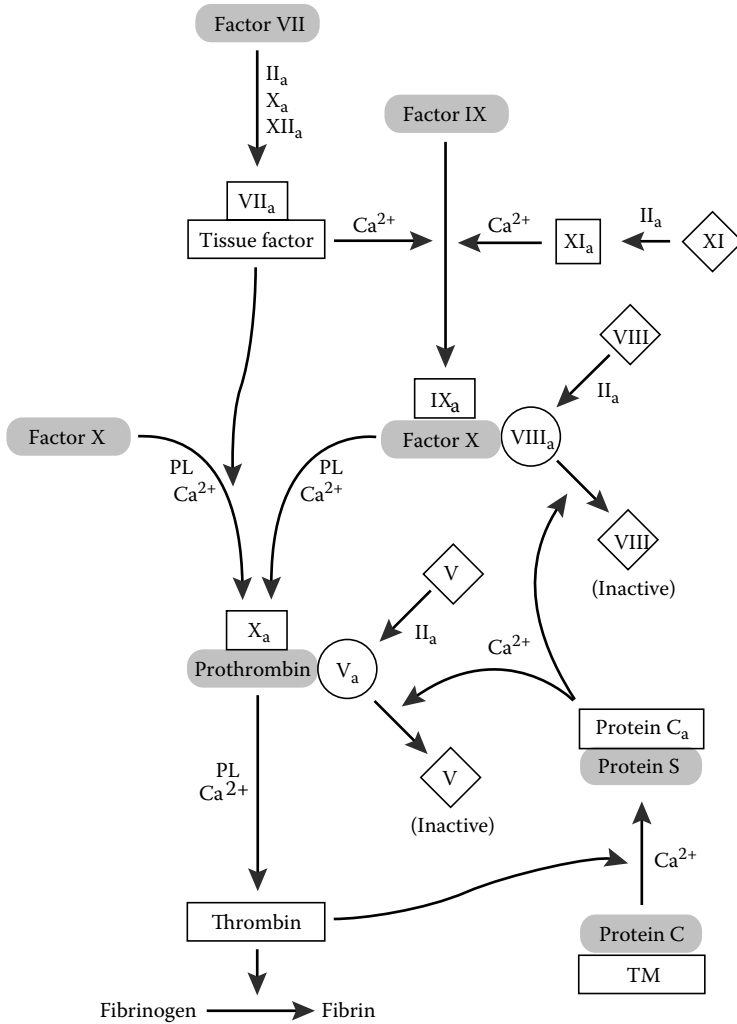 Factor VII
IIₐ
Xₐ
XIIₐ
Factor IX
VIIₐ
Tissue factor
Ca²⁺
Ca²⁺
XIₐ
IIₐ
XI
VIII
IIₐ
IXₐ
Factor X
VIIIₐ
Factor X
PL
Ca²⁺
PL
Ca²⁺
VIII
(Inactive)
V
IIₐ
Xₐ
Prothrombin
Vₐ
Ca²⁺
Protein Cₐ
Protein S
V
(Inactive)
PL
Ca²⁺
Ca²⁺
Thrombin
Protein C
TM
Fibrinogen
Fibrin